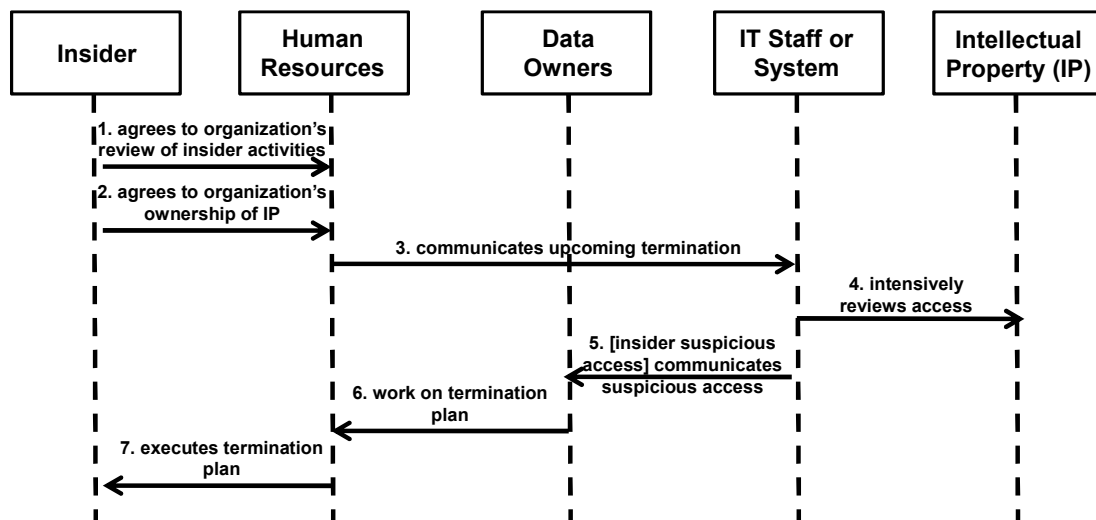 Insider
Human
Resources
Data
Owners
IT Staff or
System
Intellectual
Property (IP)
1. agrees to organization’s
review of insider activities
2. agrees to organization’s
ownership of IP
3. communicates upcoming termination
4. intensively
reviews access
5. [insider suspicious
access] communicates
suspicious access
6. work on termination
plan
7. executes termination
plan